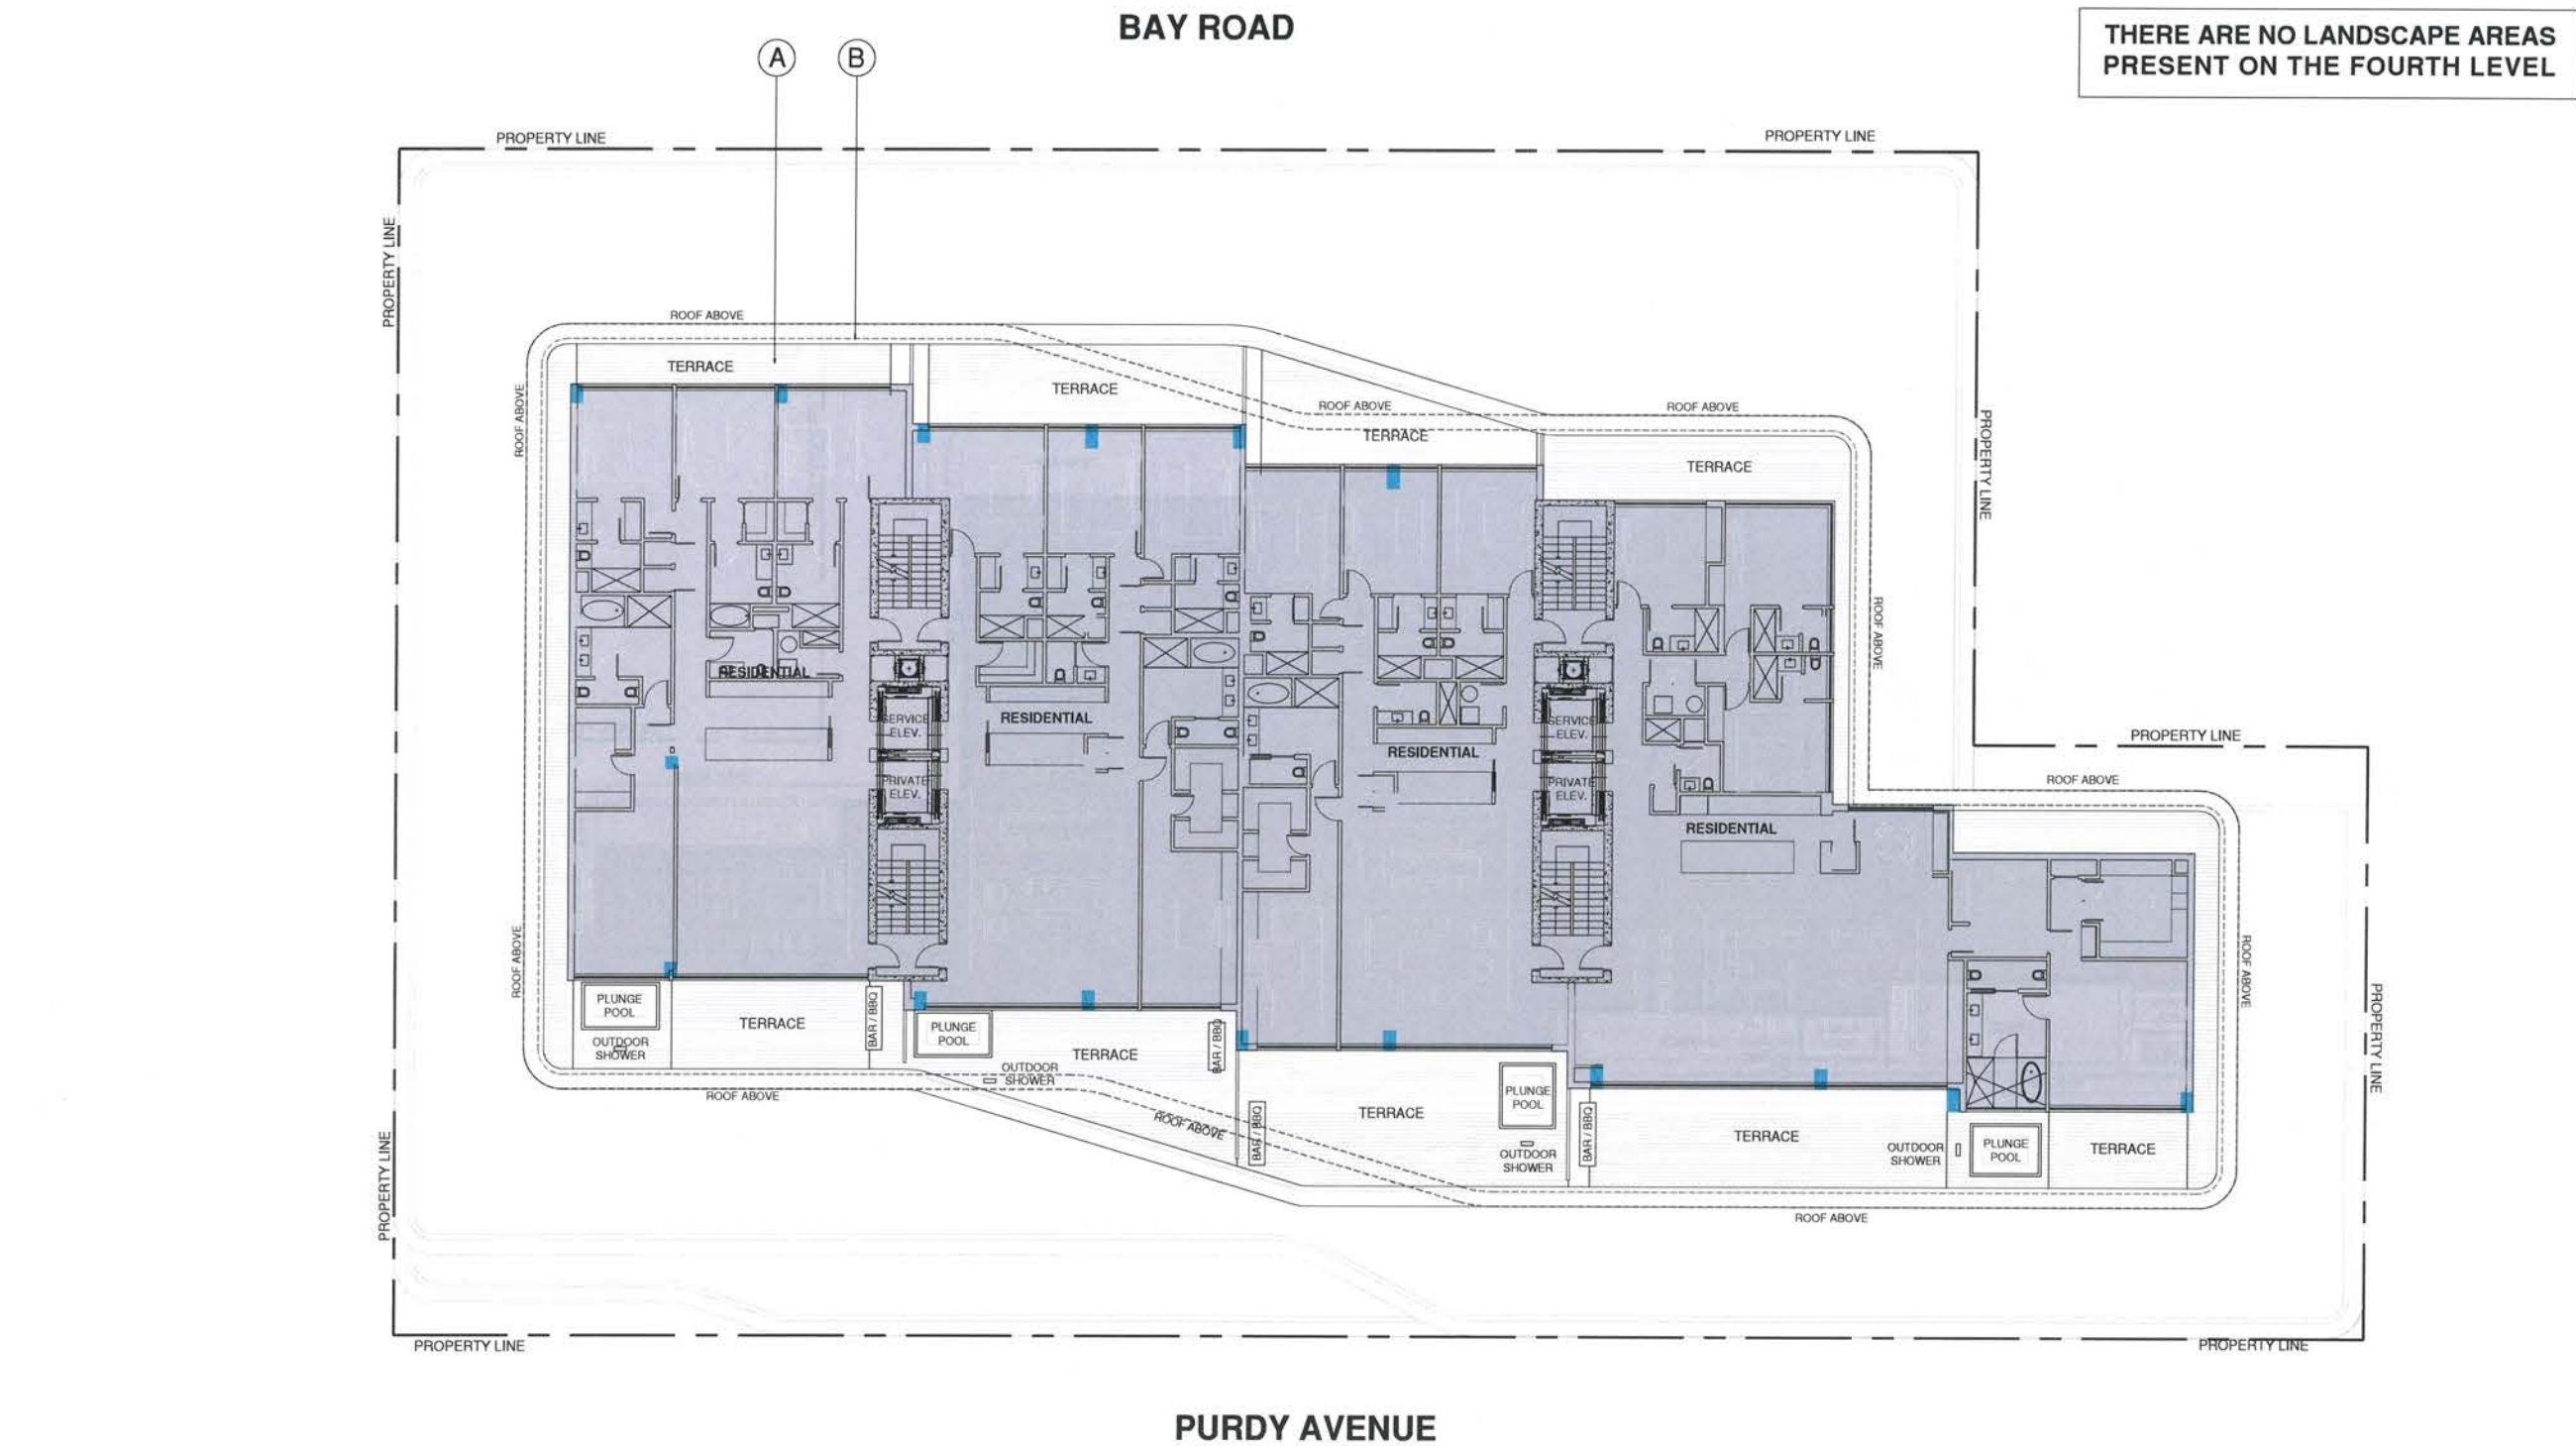 BAY ROAD
THERE ARE NO LANDSCAPE AREAS
PRESENT ON THE FOURTH LEVEL
A
B
PROPERTY LINE
PROPERTY LINE
PROPERTY LINE
ROOF ABOVE
TERRACE
ROOF ABOVE
TERRACE
ROOF ABOVE
TERRACE
ROOF ABOVE
TERRACE
PROPERTY LINE
ROOF ABOVE
RESIDENTIAL
SERVICE
ELEV.
PRIVATE
ELEV.
RESIDENTIAL
RESIDENTIAL
SERVICE
ELEV.
PRIVATE
ELEV.
RESIDENTIAL
PROPERTY LINE
ROOF ABOVE
ROOF ABOVE
ROOF ABOVE
PLUNGE
POOL
OUTDOOR
SHOWER
TERRACE
BAR / BBQ
PLUNGE
POOL
OUTDOOR
SHOWER
TERRACE
BAR / BBQ
ROOF ABOVE
ROOF ABOVE
BAR / BBQ
TERRACE
PLUNGE
POOL
OUTDOOR
SHOWER
BAR / BBQ
TERRACE
OUTDOOR
SHOWER
PLUNGE
POOL
TERRACE
ROOF ABOVE
PROPERTY LINE
PROPERTY LINE
PROPERTY LINE
PROPERTY LINE
PURDY AVENUE